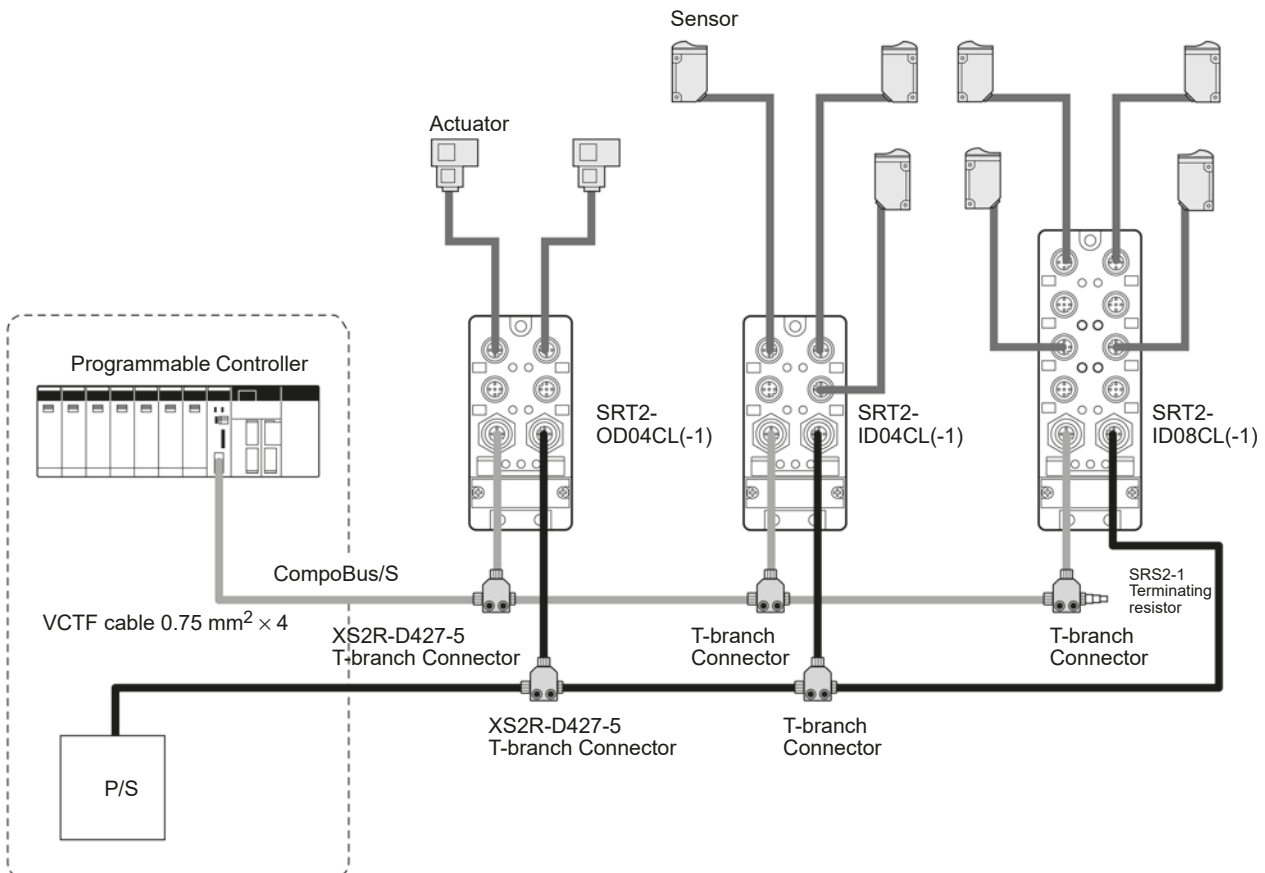 Sensor
Actuator
Programmable Controller
SRT2-
OD04CL(-1)
SRT2-
ID04CL(-1)
SRT2-
ID08CL(-1)
CompoBus/S
VCTF cable 0.75 mm² × 4
XS2R-D427-5
T-branch Connector
T-branch
Connector
SRS2-1
Terminating
resistor
T-branch
Connector
XS2R-D427-5
T-branch Connector
T-branch
Connector
P/S